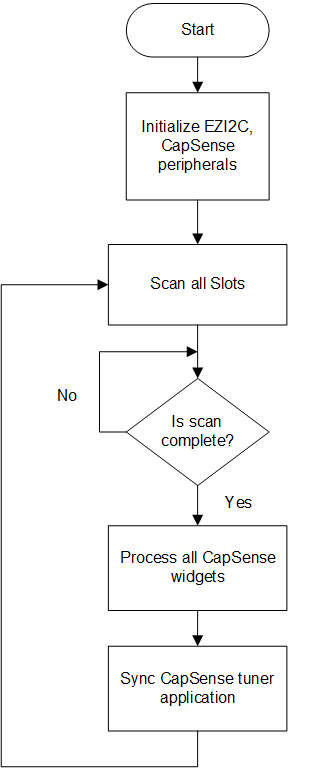 Start
Initialize EZI2C,
CapSense
peripherals
Scan all Slots
No
Is scan
complete?
Yes
Process all CapSense
widgets
Sync CapSense tuner
application